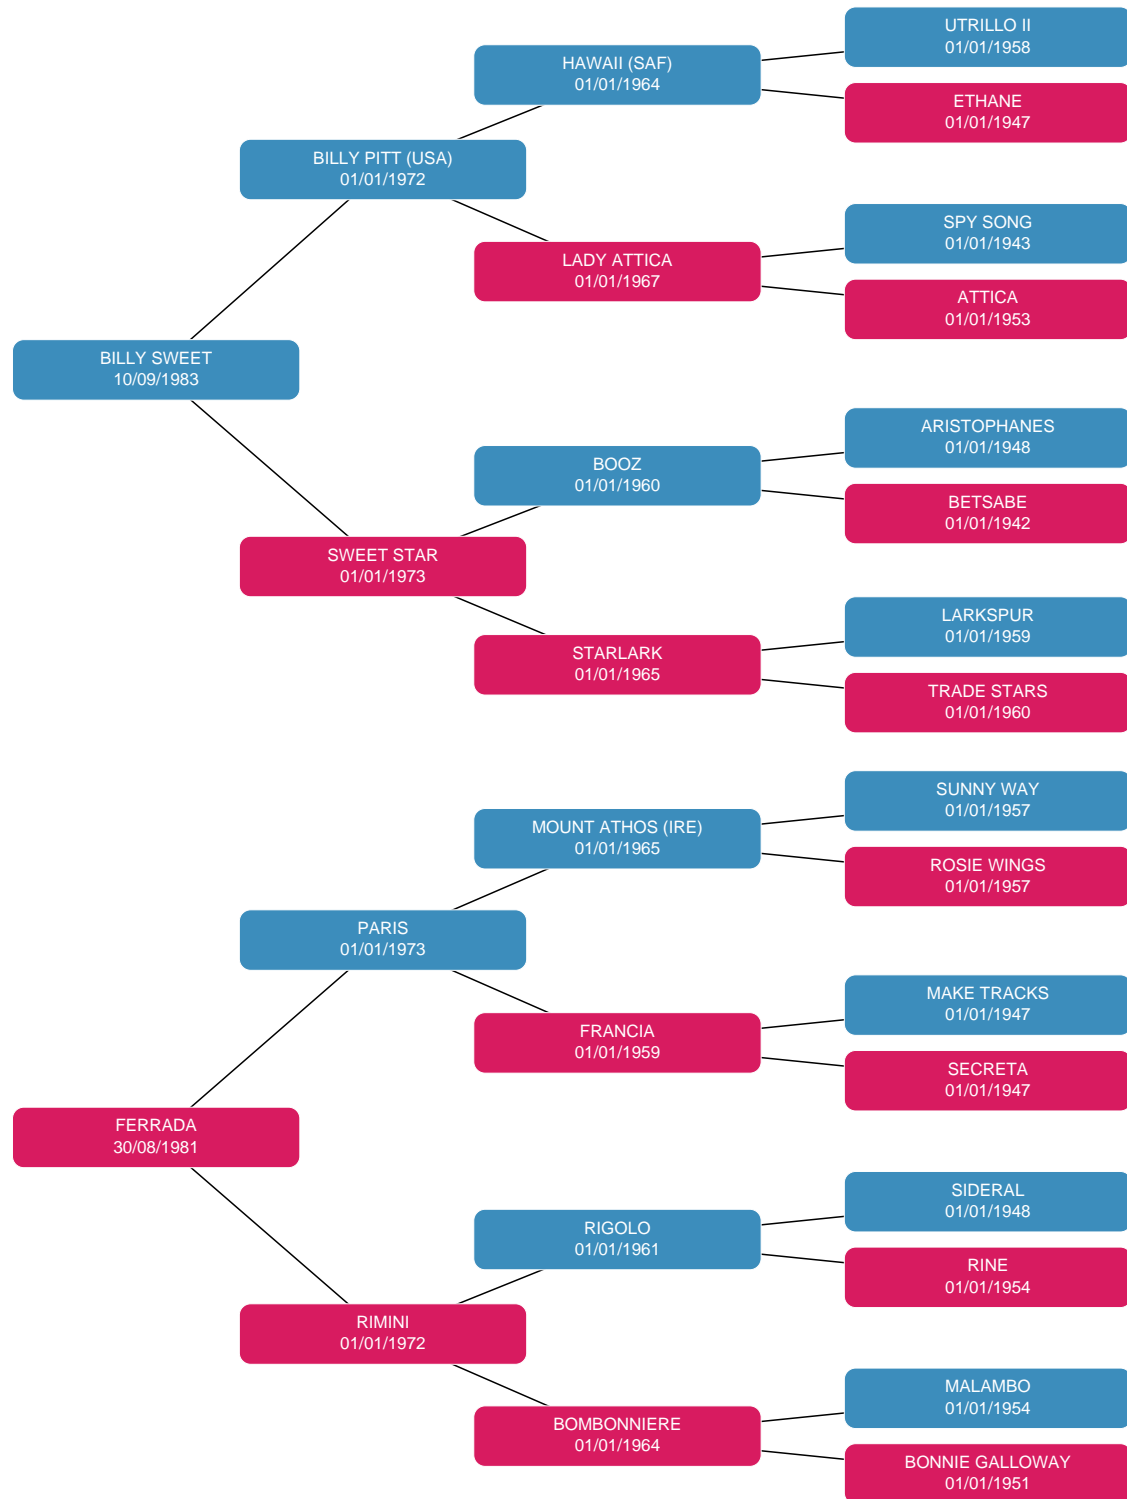 UTRILLO II
01/01/1958
HAWAII (SAF)
01/01/1964
ETHANE
01/01/1947
BILLY PITT (USA)
01/01/1972
SPY SONG
01/01/1943
LADY ATTICA
01/01/1967
ATTICA
01/01/1953
BILLY SWEET
10/09/1983
ARISTOPHANES
01/01/1948
BOOZ
01/01/1960
BETSABE
01/01/1942
SWEET STAR
01/01/1973
LARKSPUR
01/01/1959
STARLARK
01/01/1965
TRADE STARS
01/01/1960
SUNNY WAY
01/01/1957
MOUNT ATHOS (IRE)
01/01/1965
ROSIE WINGS
01/01/1957
PARIS
01/01/1973
MAKE TRACKS
01/01/1947
FRANCIA
01/01/1959
SECRETA
01/01/1947
FERRADA
30/08/1981
SIDERAL
01/01/1948
RIGOLO
01/01/1961
RINE
01/01/1954
RIMINI
01/01/1972
MALAMBO
01/01/1954
BOMBONNIERE
01/01/1964
BONNIE GALLOWAY
01/01/1951